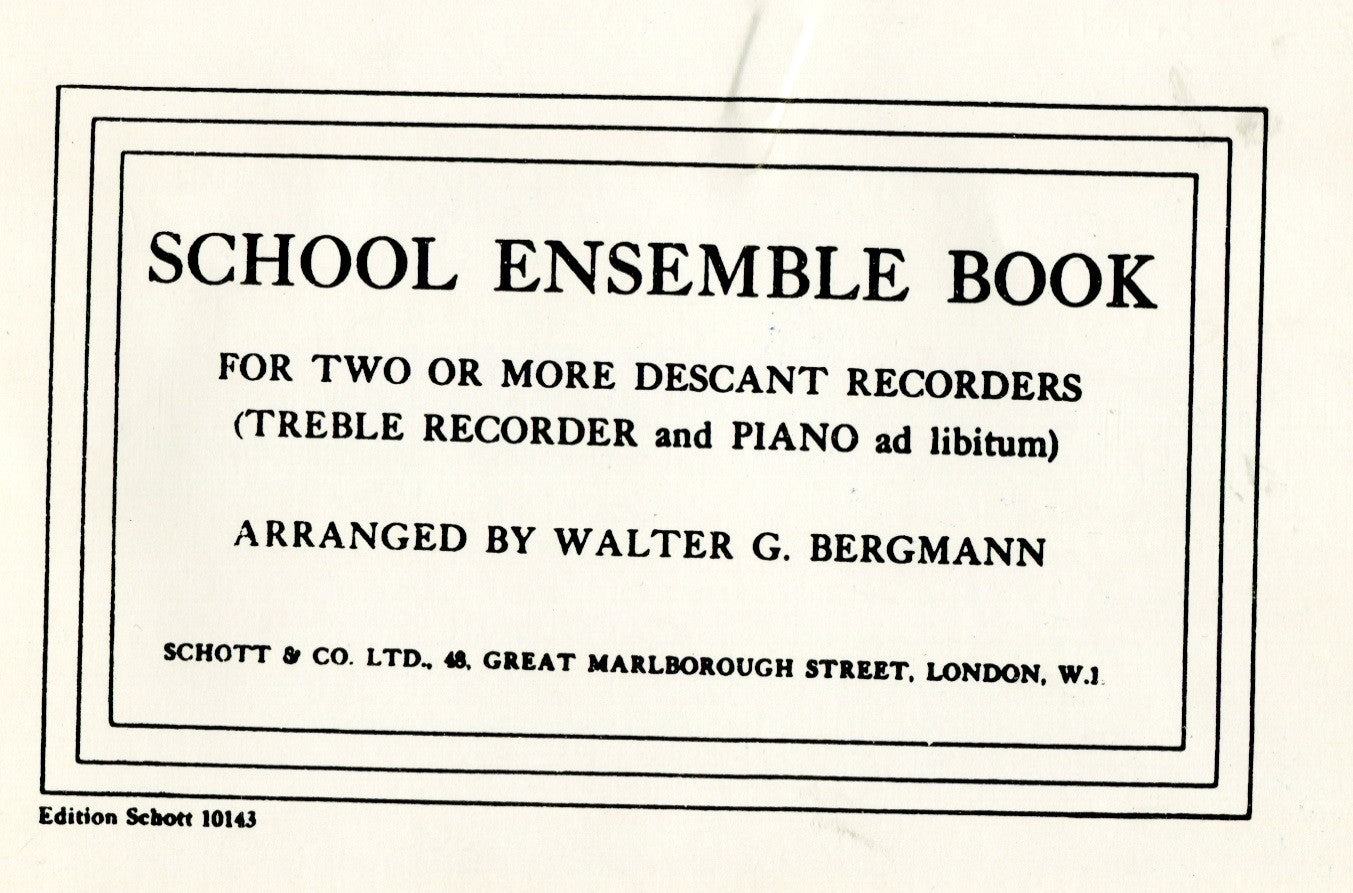 SCHOOL ENSEMBLE BOOK
FOR TWO OR MORE DESCANT RECORDERS
(TREBLE RECORDER and PIANO ad libitum)
ARRANGED BY WALTER G. BERGMANN
SCHOTT & CO. LTD., 48, GREAT MARLBOROUGH STREET, LONDON, W.1.
Edition Schott 10143